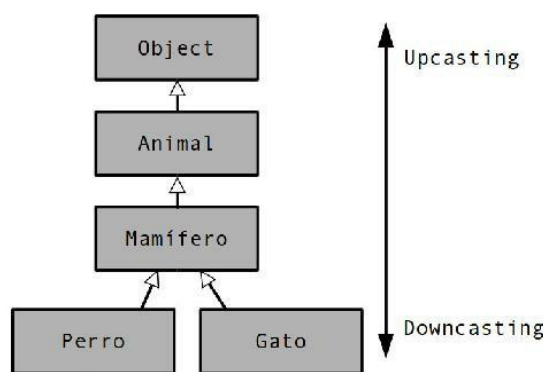 Object
Upcasting
Animal
Mamífero
Perro
Gato
Downcasting